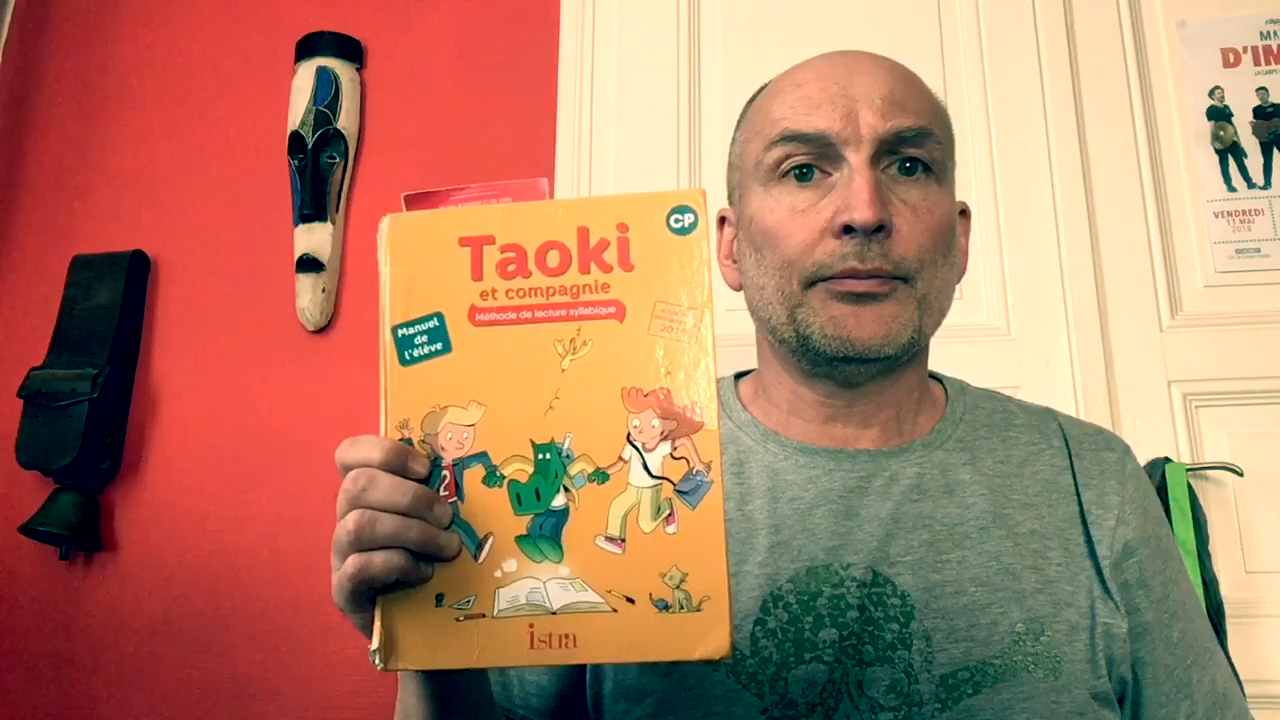 CP
Taoki
et compagnie
Méthode de lecture syllabique
Manuel
de
l'élève
2
istra
D'IM
VENDREDI
11 MAI
2018